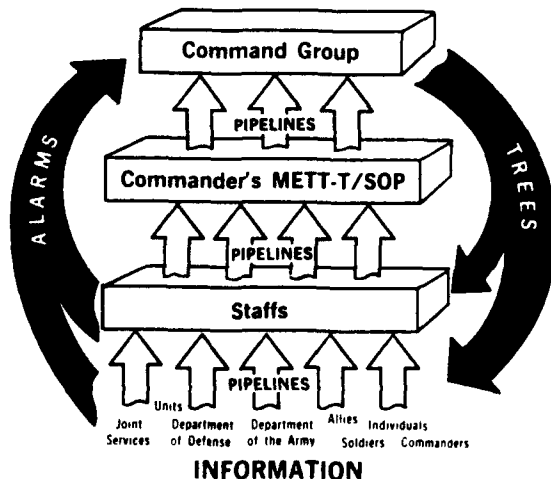 Command Group
PIPELINES
ALARMS
TREES
Commander's METT-T/SOP
PIPELINES
Staffs
PIPELINES
Units
Joint Services
Department of Defense
Department of the Army
Allies
Soldiers
Individuals
Commanders
INFORMATION